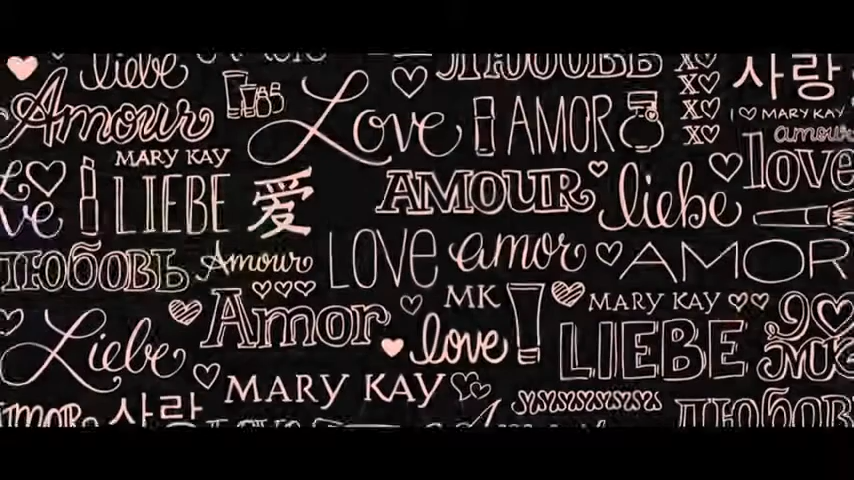 liebe
ЛЮБОВЬ
X
사랑
Amour
Love
AMOR
X
I MARY KAY
amour
X
MARY KAY
X
love
LIEBE
爱
AMOUR
liebe
ЛЮБОВЬ
Amour
LOVE
amor
AMOR
Amor
MK
MARY KAY
Liebe
love
LIEBE
MARY KAY
amor
사랑
ЛЮБОВЬ